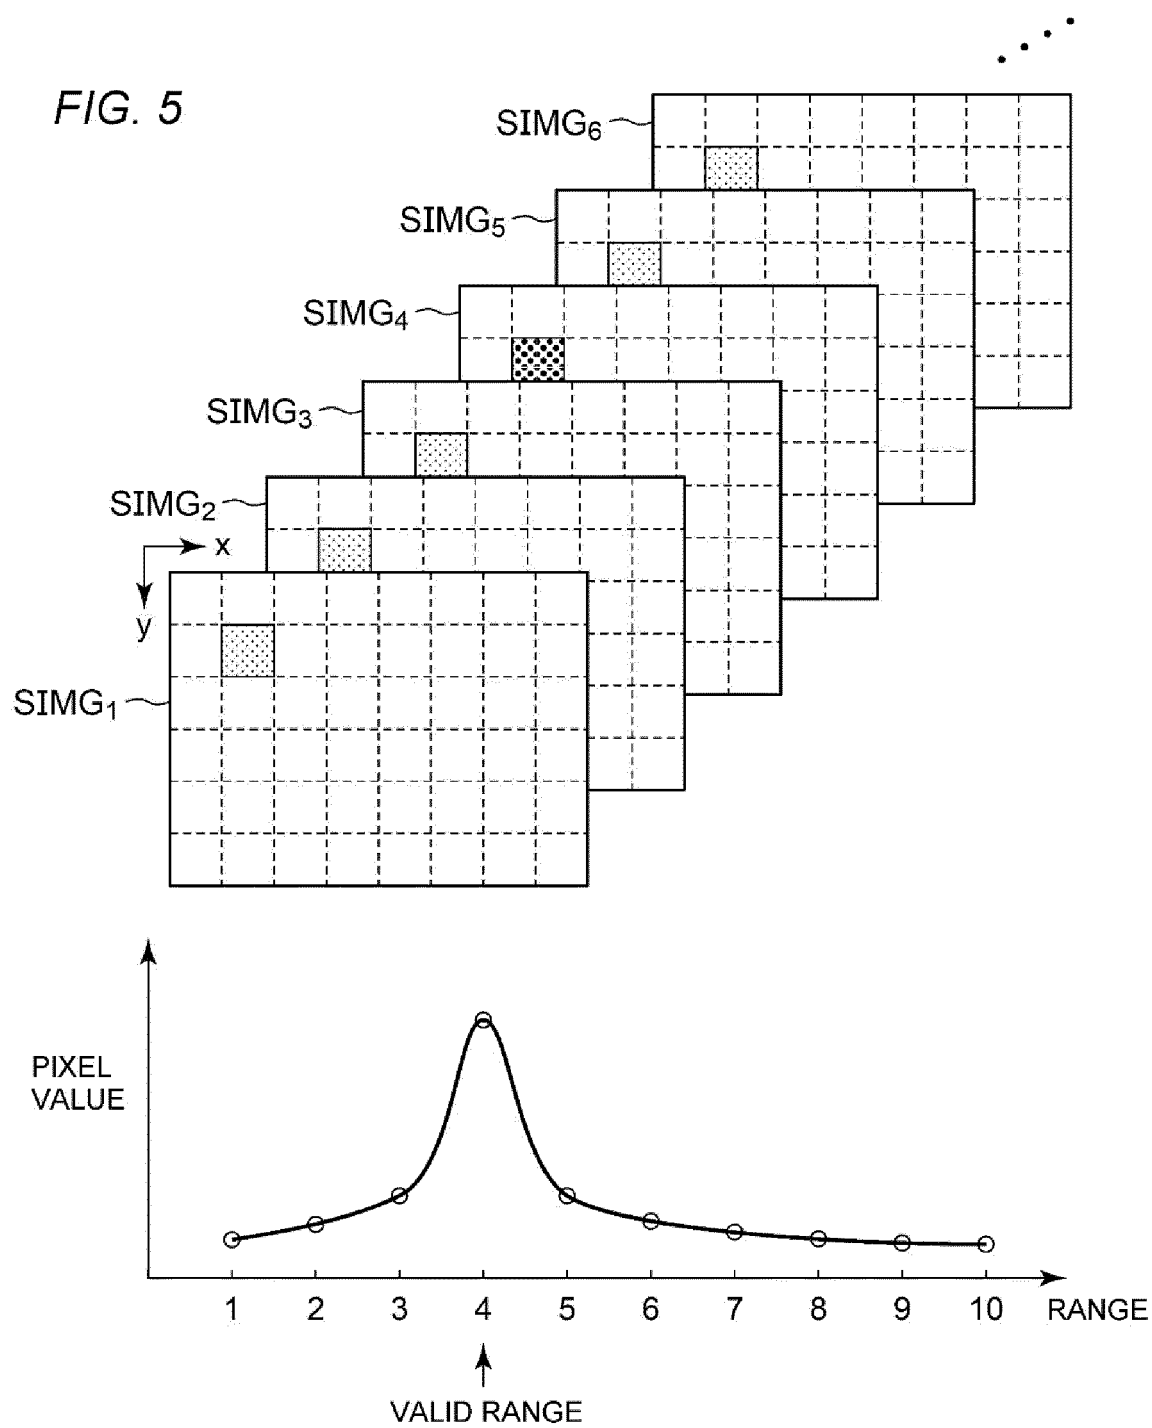 FIG. 5
SIMG6
SIMG5
SIMG4
SIMG3
SIMG2
x
y
SIMG1
PIXEL
VALUE
1 2 3 4 5 6 7 8 9 10 RANGE
VALID RANGE